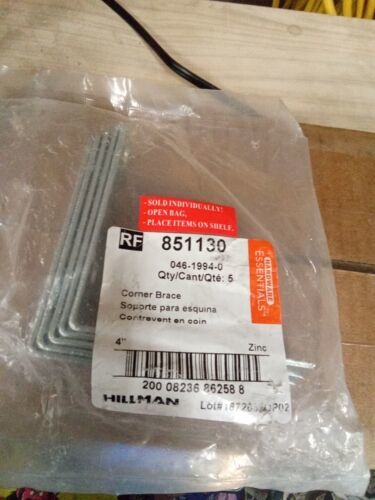 - SOLD INDIVIDUALLY!
- OPEN BAG,
- PLACE ITEMS ON SHELF.
RF 851130
046-1994-0
Qty/Cant/Qté: 5
HARDWARE
ESSENTIALS
Corner Brace
Soporte para esquina
Contrevent en coin
4" Zinc
200 08236 86258 8
HILLMAN